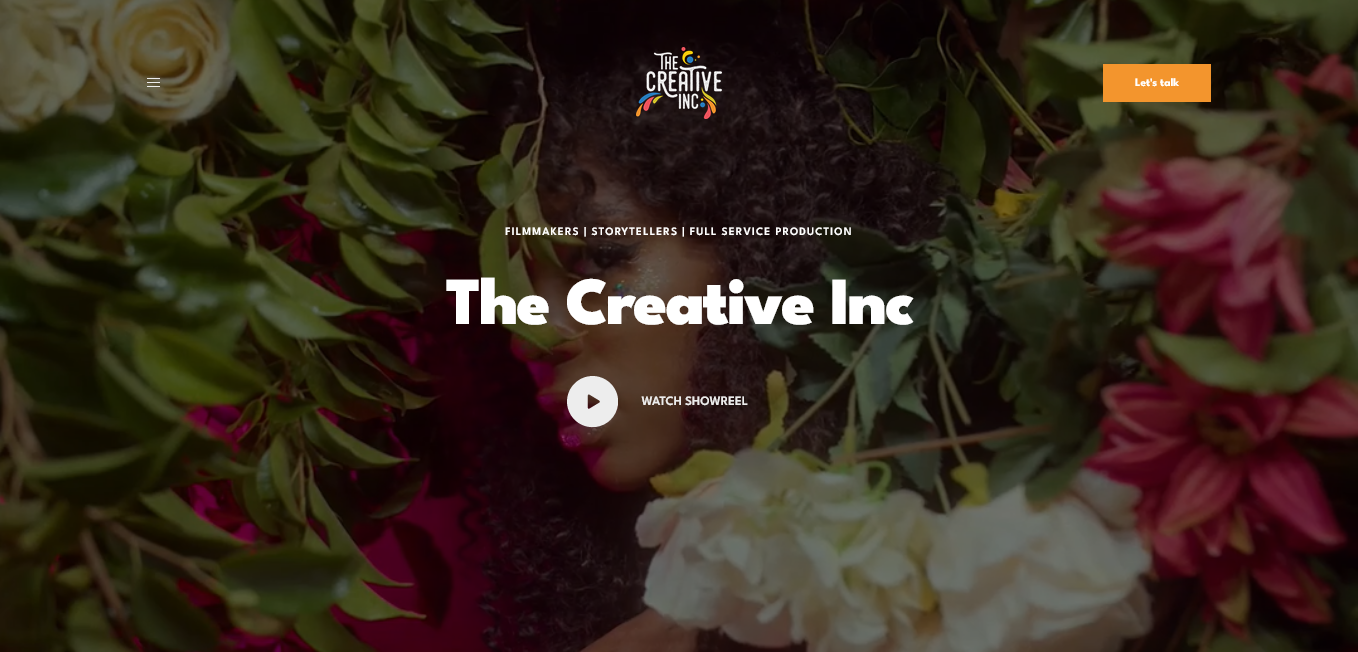 THE
CREATIVE
INC.
Let's talk
FILMMAKERS | STORYTELLERS | FULL SERVICE PRODUCTION
The Creative Inc
WATCH SHOWREEL